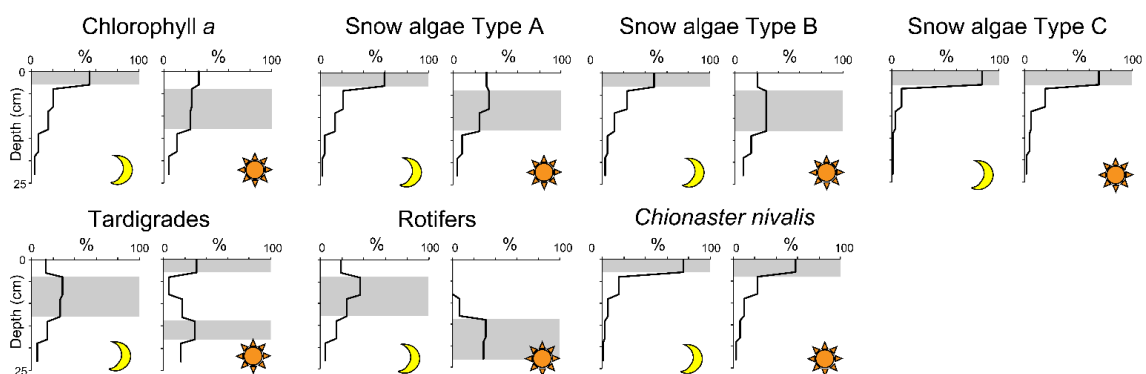 Chlorophyll a
Snow algae Type A
Snow algae Type B
Snow algae Type C
% % % % % % % %
0 100 0 100 0 100 0 100 0 100 0 100 0 100 0 100
0
Depth (cm)
25
Tardigrades
Rotifers
Chionaster nivalis
% % % % % %
0 100 0 100 0 100 0 100 0 100 0 100
0
Depth (cm)
25